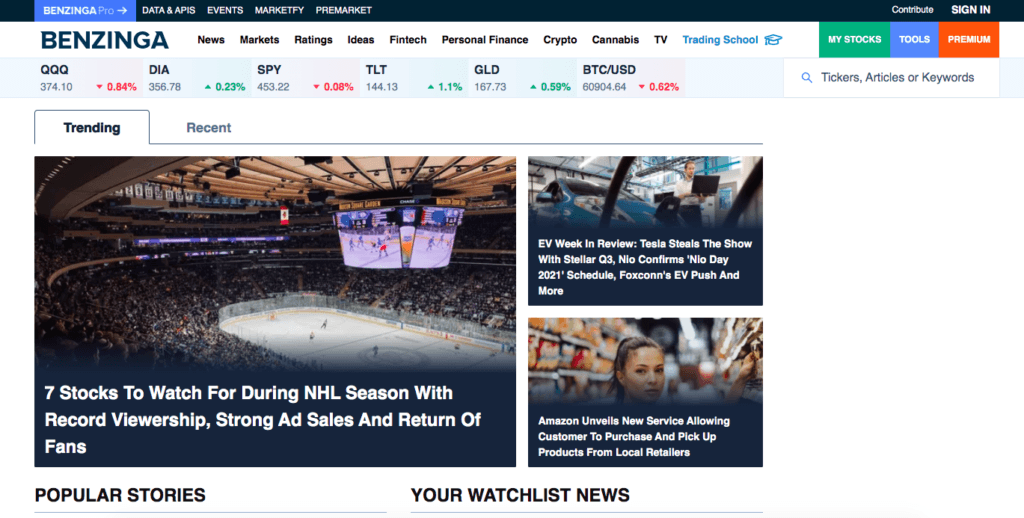 BENZINGA Pro → DATA & APIS EVENTS MARKETFY PREMARKET Contribute SIGN IN
BENZINGA News Markets Ratings Ideas Fintech Personal Finance Crypto Cannabis TV Trading School MY STOCKS TOOLS PREMIUM
QQQ DIA SPY TLT GLD BTC/USD
374.10 ▼ 0.84% 356.78 ▲ 0.23% 453.22 ▼ 0.08% 144.13 ▲ 1.1% 167.73 ▲ 0.59% 60904.64 ▼ 0.62%
Tickers, Articles or Keywords
Trending Recent
MADISON SQUARE GARDEN
CHASE
7 Stocks To Watch For During NHL Season With
Record Viewership, Strong Ad Sales And Return Of
Fans
EV Week In Review: Tesla Steals The Show
With Stellar Q3, Nio Confirms 'Nio Day
2021' Schedule, Foxconn's EV Push And
More
Amazon Unveils New Service Allowing
Customer To Purchase And Pick Up
Products From Local Retailers
POPULAR STORIES YOUR WATCHLIST NEWS